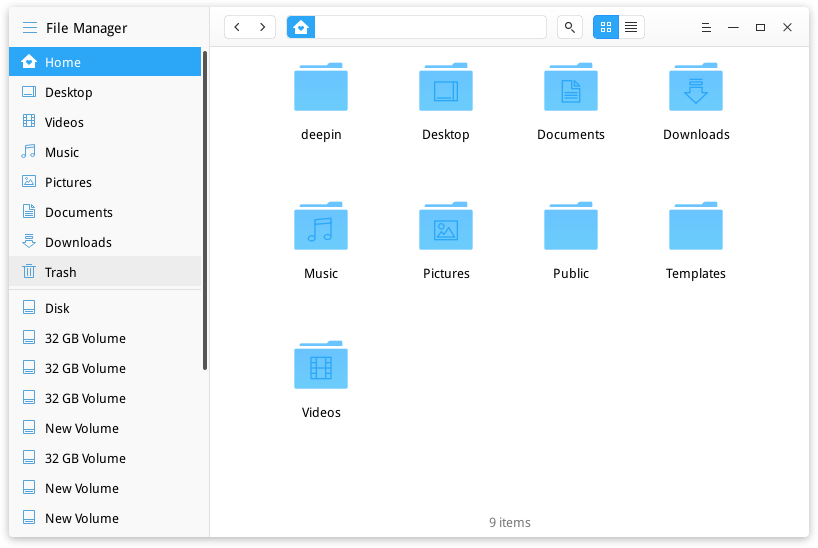 File Manager
Home
Desktop
Videos
Music
Pictures
Documents
Downloads
Trash
Disk
32 GB Volume
32 GB Volume
32 GB Volume
New Volume
32 GB Volume
New Volume
New Volume
deepin
Desktop
Documents
Downloads
Music
Pictures
Public
Templates
Videos
9 items